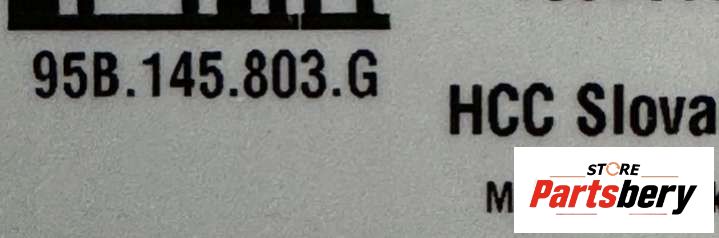 95B.145.803.G
HCC Slova
STORE
Partsbery